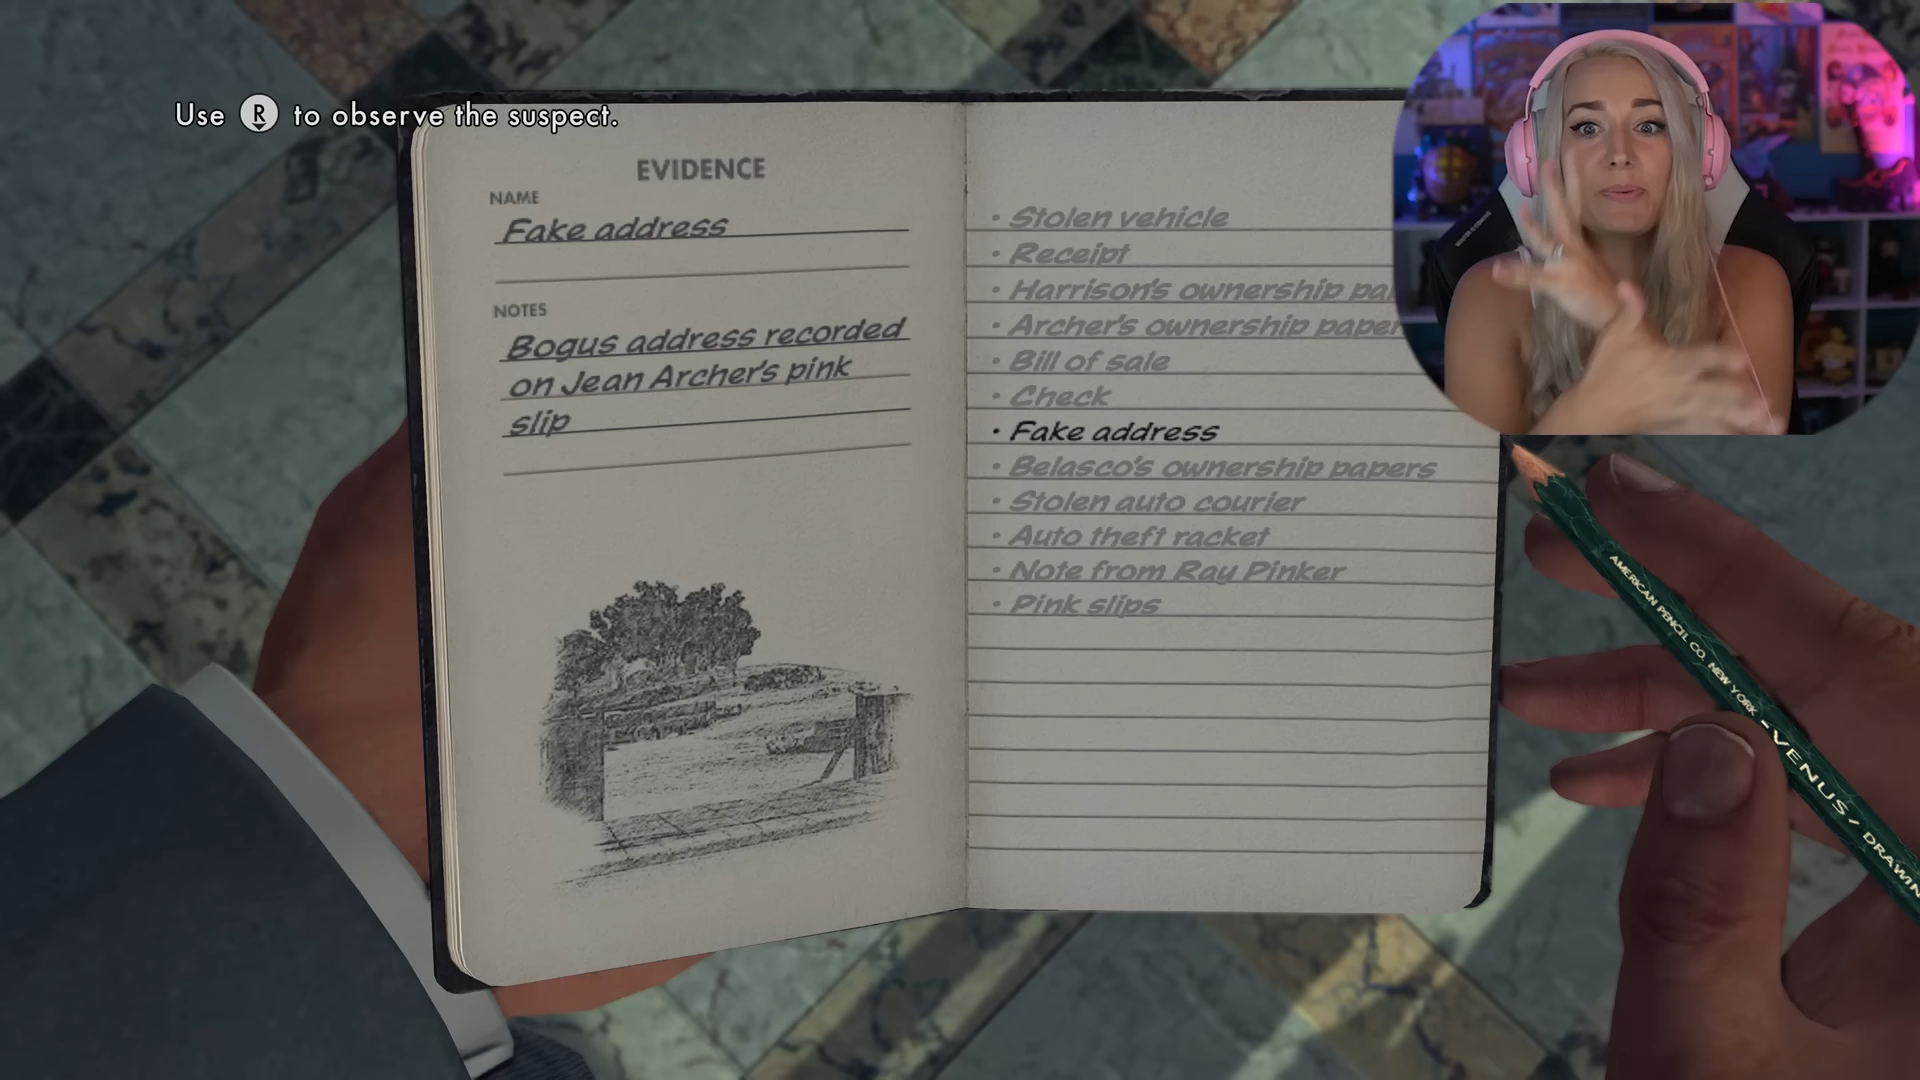 Use R to observe the suspect.
EVIDENCE
NAME
Fake address
NOTES
Bogus address recorded
on Jean Archer's pink
slip
• Stolen vehicle
• Receipt
• Harrison's ownership
• Archer's ownership paper
• Bill of sale
• Check
• Fake address
• Belasco's ownership papers
• Stolen auto courier
• Auto theft racket
• Note from Ray Pinker
• Pink slips
AMERICAN PENCIL CO. NEW YORK - VENUS / DRAWIN